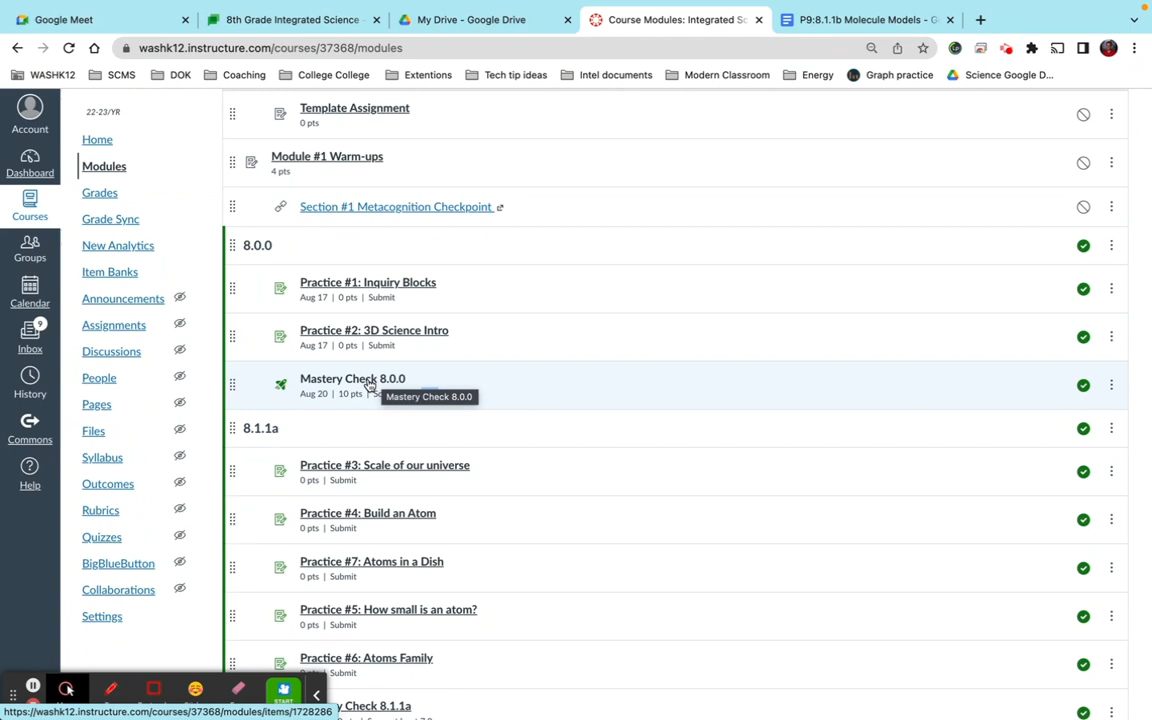 Google Meet
8th Grade Integrated Science -
My Drive - Google Drive
Course Modules: Integrated Sc
P9:8.1.1b Molecule Models - G
washk12.instructure.com/courses/37368/modules
WASHK12
SCMS
DOK
Coaching
College College
Extentions
Tech tip ideas
Intel documents
Modern Classroom
Energy
Graph practice
Science Google D...
Account
Dashboard
Courses
Groups
Calendar
9
Inbox
History
Commons
Help
22-23/YR
Home
Modules
Grades
Grade Sync
New Analytics
Item Banks
Announcements
Assignments
Discussions
People
Pages
Files
Syllabus
Outcomes
Rubrics
Quizzes
BigBlueButton
Collaborations
Settings
Template Assignment
0 pts
Module #1 Warm-ups
4 pts
Section #1 Metacognition Checkpoint
8.0.0
Practice #1: Inquiry Blocks
Aug 17 | 0 pts | Submit
Practice #2: 3D Science Intro
Aug 17 | 0 pts | Submit
Mastery Check 8.0.0
Aug 20 | 10 pts |
Mastery Check 8.0.0
8.1.1a
Practice #3: Scale of our universe
0 pts | Submit
Practice #4: Build an Atom
0 pts | Submit
Practice #7: Atoms in a Dish
0 pts | Submit
Practice #5: How small is an atom?
0 pts | Submit
Practice #6: Atoms Family
0 pts | Submit
Check 8.1.1a
START
https://washk12.instructure.com/courses/37368/modules/items/1728286